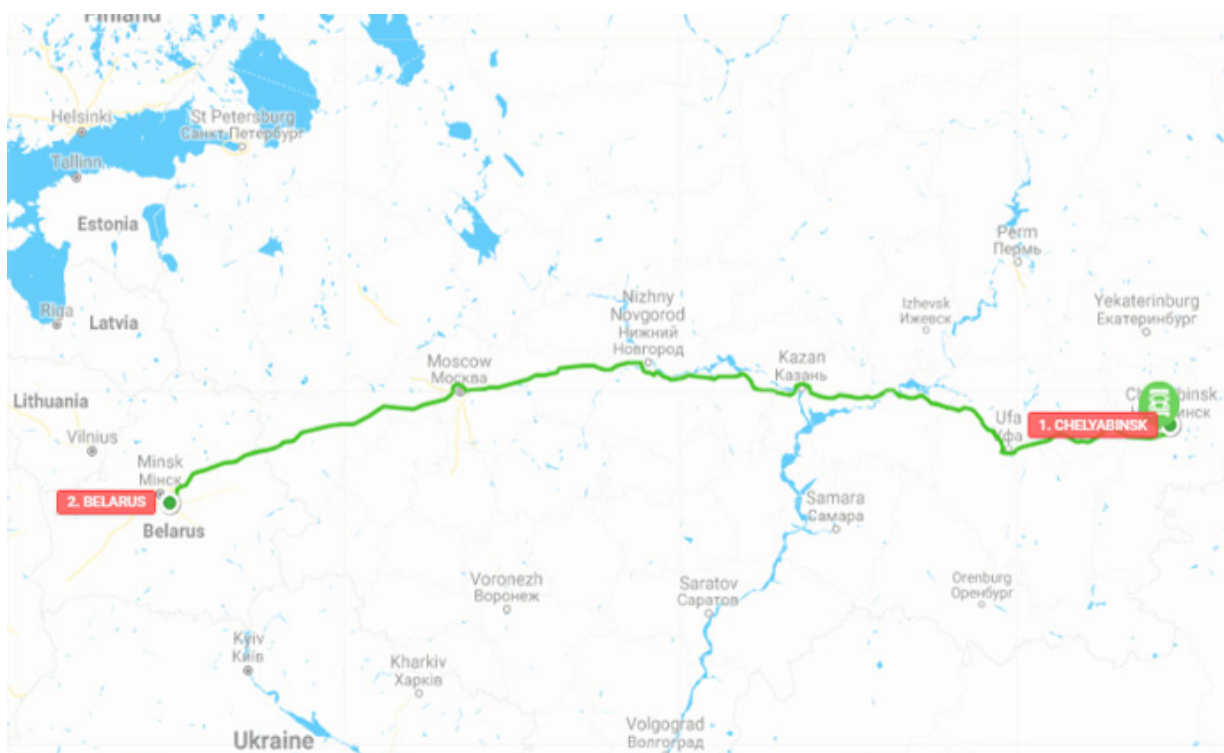 Finland
Helsinki
St Petersburg
Санкт-Петербург
Tallinn
Estonia
Perm
Пермь
Riga
Latvia
Nizhny
Novgorod
Нижний
Новгород
Izhevsk
Ижевск
Yekaterinburg
Екатеринбург
Moscow
Москва
Kazan
Казань
Lithuania
Vilnius
Ufa
Уфа
1. CHELYABINSK
Minsk
Мінск
2. BELARUS
Belarus
Samara
Самара
Voronezh
Воронеж
Saratov
Саратов
Orenburg
Оренбург
Kyiv
Київ
Kharkiv
Харків
Volgograd
Волгоград
Ukraine